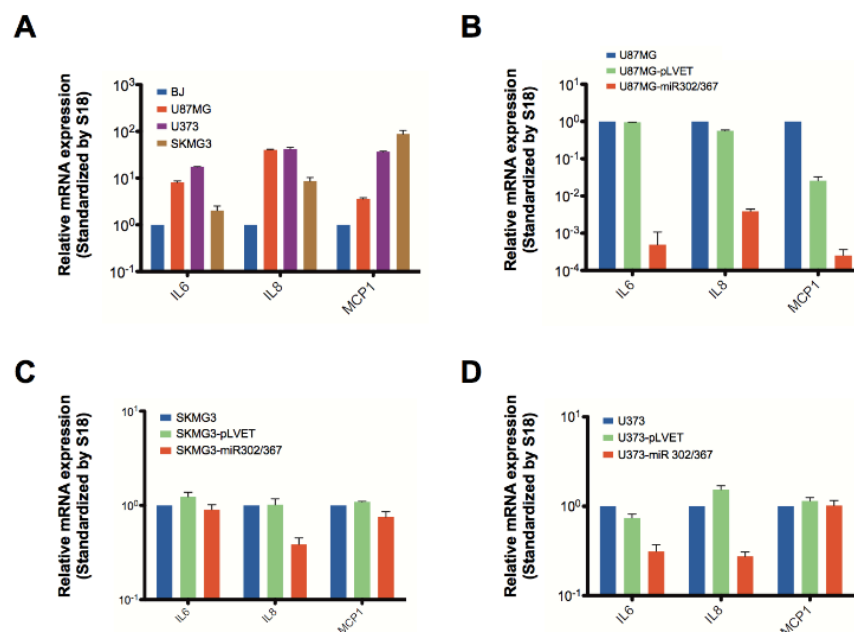 A
Relative mRNA expression
(Standardized by S18)
10³
10²
10¹
10⁰
10⁻¹
BJ
U87MG
U373
SKMG3
IL6
IL8
MCP1
B
Relative mRNA expression
(Standardized by S18)
U87MG
U87MG-pLVET
U87MG-miR302/367
10¹
10⁰
10⁻¹
10⁻²
10⁻³
10⁻⁴
IL6
IL8
MCP1
C
Relative mRNA expression
(Standardized by S18)
10¹
10⁰
10⁻¹
SKMG3
SKMG3-pLVET
SKMG3-miR302/367
IL6
IL8
MCP1
D
Relative mRNA expression
(Standardized by S18)
10¹
10⁰
10⁻¹
U373
U373-pLVET
U373-miR 302/367
IL6
IL8
MCP1